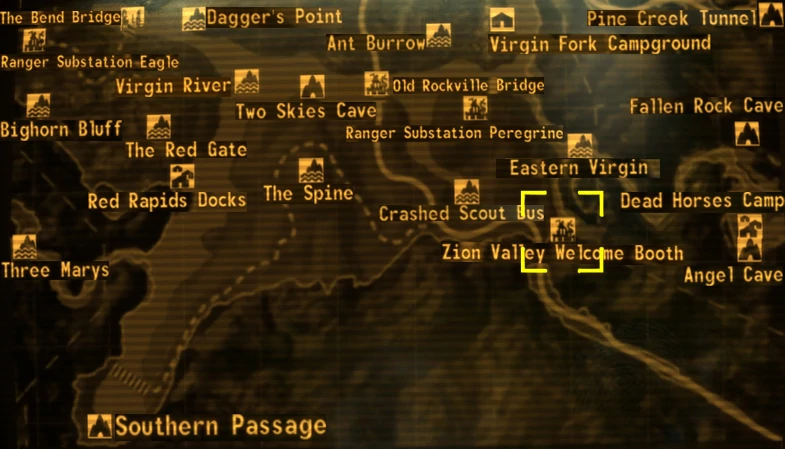 The Bend Bridge
Dagger's Point
Pine Creek Tunnel
Ant Burrow
Virgin Fork Campground
Ranger Substation Eagle
Virgin River
Old Rockville Bridge
Two Skies Cave
Fallen Rock Cave
Bighorn Bluff
Ranger Substation Peregrine
The Red Gate
Eastern Virgin
Red Rapids Docks
The Spine
Dead Horses Camp
Crashed Scout Bus
Zion Valley Welcome Booth
Three Marys
Angel Cave
Southern Passage